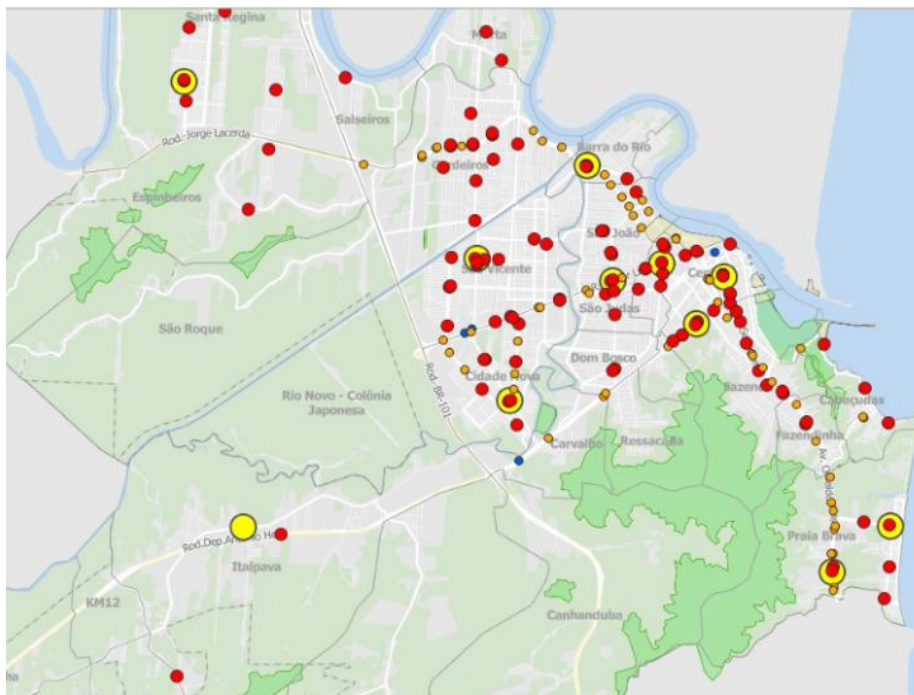 Santa Regina
Salseiros
Rod. Jorge Lacerda
Cordeiros
Barra do Rio
Espinheiros
São João
São Vicente
São Judas
São Roque
Dom Bosco
Cidade Nova
Rio Novo - Colônia
Japonesa
Rod.-BR-101
Cabeçudas
Fazendinha
Carvalho
Ressacada
Praia Brava
Itaipava
KM12
Canhanduba